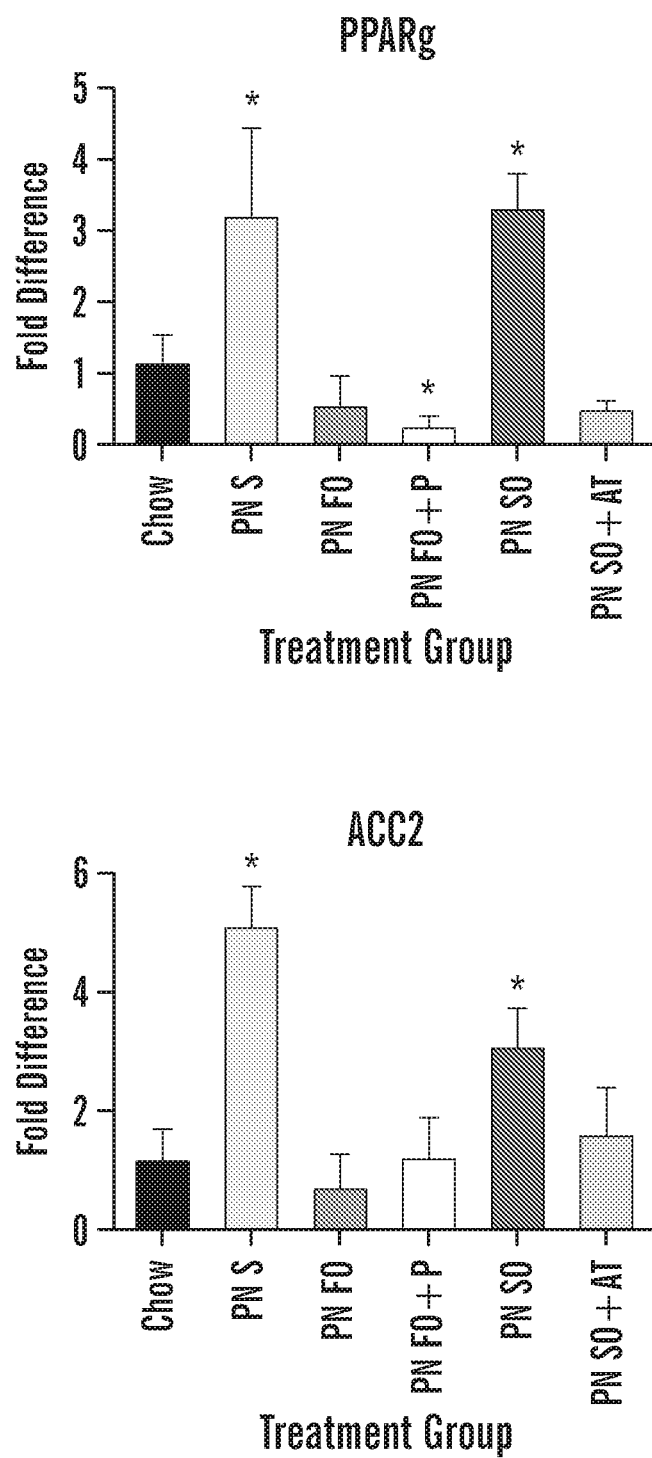 PPARg
Fold Difference
5
4
3
2
1
0
*
*
*
Chow
PN S
PN FO
PN FO+P
PN SO
PN SO+AT
Treatment Group
ACC2
Fold Difference
6
4
2
0
*
*
Chow
PN S
PN FO
PN FO+P
PN SO
PN SO+AT
Treatment Group